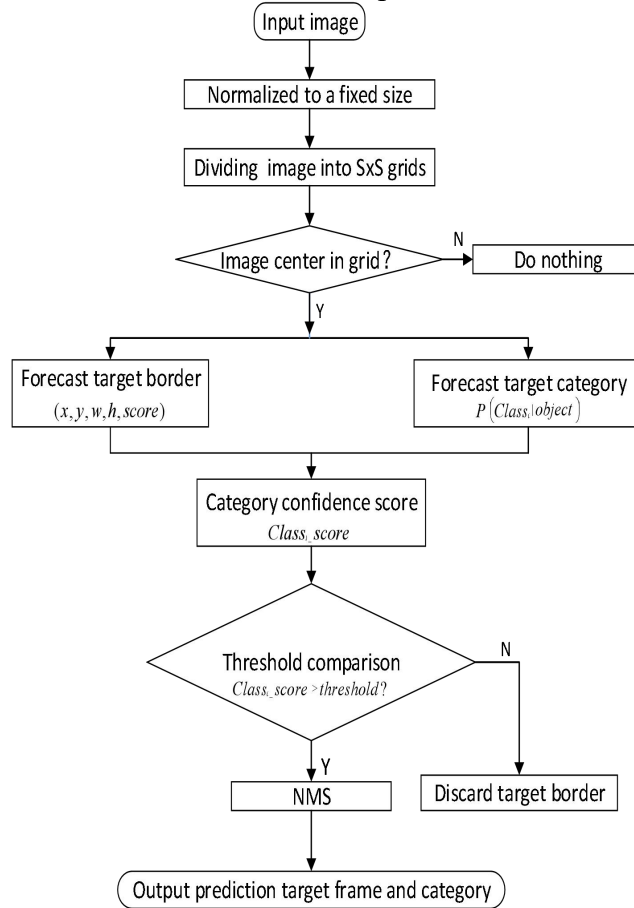 Input image
Normalized to a fixed size
Dividing image into SxS grids
Image center in grid?
N
Do nothing
Y
Forecast target border
(x, y, w, h, score)
Forecast target category
P(Class_i|object)
Category confidence score
Class_i_score
Threshold comparison
Class_i_score>threshold?
N
Y
NMS
Discard target border
Output prediction target frame and category